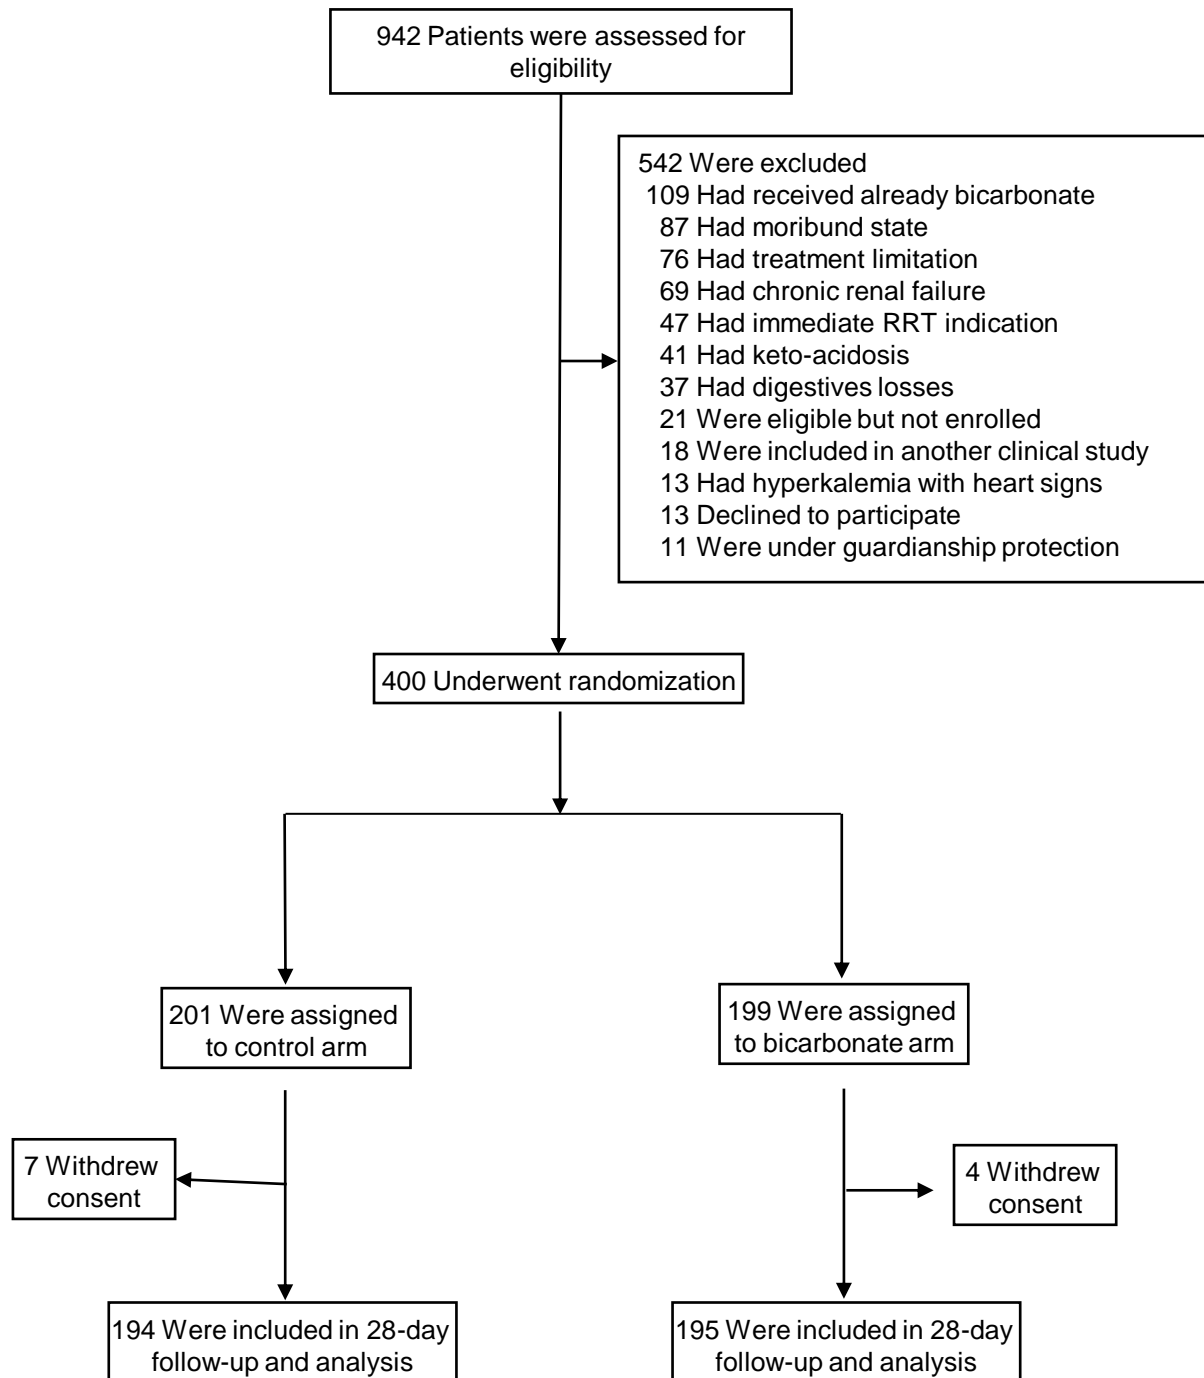 942 Patients were assessed for
eligibility
542 Were excluded
109 Had received already bicarbonate
87 Had moribund state
76 Had treatment limitation
69 Had chronic renal failure
47 Had immediate RRT indication
41 Had keto-acidosis
37 Had digestives losses
21 Were eligible but not enrolled
18 Were included in another clinical study
13 Had hyperkalemia with heart signs
13 Declined to participate
11 Were under guardianship protection
400 Underwent randomization
201 Were assigned
to control arm
199 Were assigned
to bicarbonate arm
7 Withdrew
consent
4 Withdrew
consent
194 Were included in 28-day
follow-up and analysis
195 Were included in 28-day
follow-up and analysis